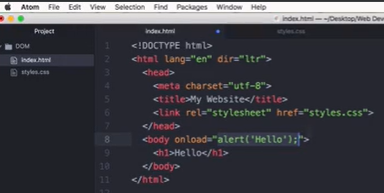 Atom File Edit View Selection Find Packages Window Help
index.html — ~/Desktop/Web Dev
Project
index.html
styles.css
DOM
index.html
styles.css
1 <!DOCTYPE html>
2 <html lang="en" dir="ltr">
3 <head>
4 <meta charset="utf-8">
5 <title>My Website</title>
6 <link rel="stylesheet" href="styles.css">
7 </head>
8 <body onload="alert('Hello');">
9 <h1>Hello</h1>
10 </body>
11 </html>